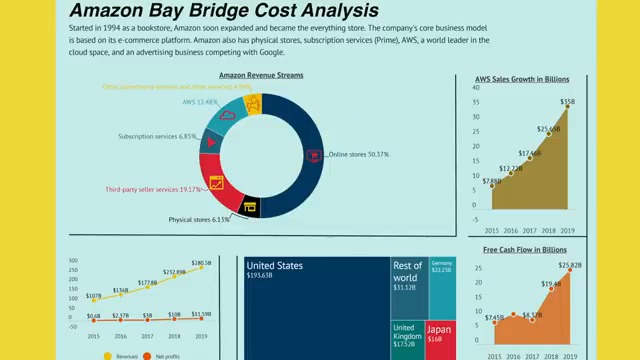 Amazon Bay Bridge Cost Analysis
Started in 1994 as a bookstore, Amazon soon expanded and became the everything store. The company's core business model
is based on its e-commerce platform. Amazon also has physical stores, subscription services (Prime), AWS, a world leader in the
cloud space, and an advertising business competing with Google.
Amazon Revenue Streams
AWS 12.48%
Subscription services 6.85%
Third-party seller services 19.17%
Physical stores 6.13%
Online stores 50.37%
AWS Sales Growth in Billions
40
35
30
25
20
15
10
5
0
-5
$7.88B
$12.22B
$17.46B
$25.65B
$35B
2015 2016 2017 2018 2019
300
250
200
150
100
50
0
-50
$107B
$136B
$177.8B
$232.89B
$280.5B
$0.6B
$2.37B
$3B
$10B
$11.59B
2015 2016 2017 2018 2019
Revenues Net profits
United States
$193.63B
Rest of
world
$31.12B
Germany
$22.23B
United
Kingdom
$17.52B
Japan
$16B
Free Cash Flow in Billions
25
20
15
10
5
0
$7.45B
$8.37B
$19.4B
$25.82B
2015 2016 2017 2018 2019